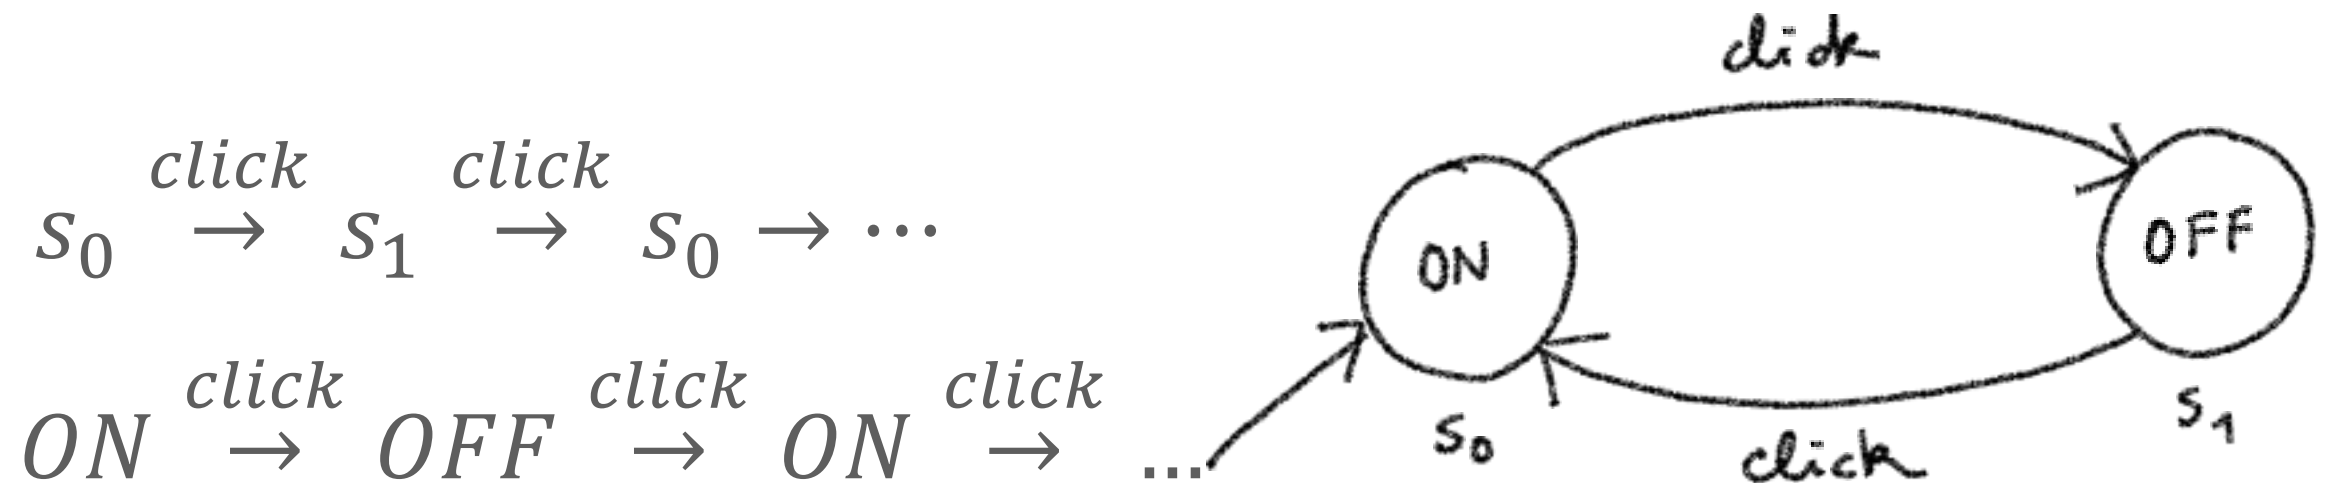 s₀ click→ s₁ click→ s₀ → ⋯
ON click→ OFF click→ ON click→ ...
click
ON
OFF
s₀
s₁
click